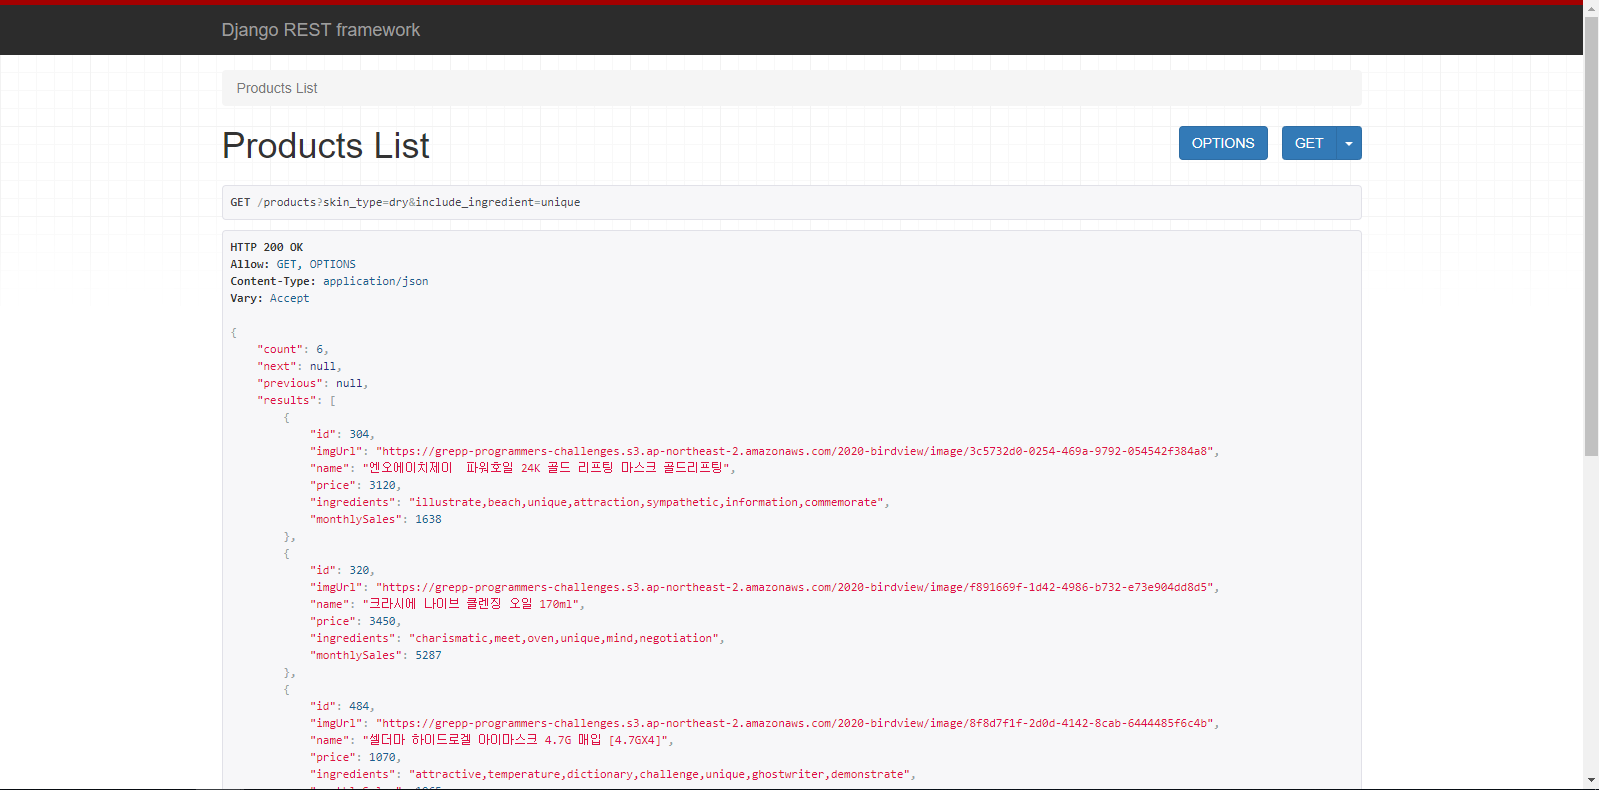 Django REST framework
Products List
Products List
OPTIONS GET
GET /products?skin_type=dry&include_ingredient=unique
HTTP 200 OK
Allow: GET, OPTIONS
Content-Type: application/json
Vary: Accept
{
"count": 6,
"next": null,
"previous": null,
"results": [
{
"id": 304,
"imgUrl": "https://grepp-programmers-challenges.s3.ap-northeast-2.amazonaws.com/2020-birdview/image/3c5732d0-0254-469a-9792-054542f384a8",
"name": "엔오에이치제이  파워호일 24K 골드 리프팅 마스크 골드리프팅",
"price": 3120,
"ingredients": "illustrate,beach,unique,attraction,sympathetic,information,commemorate",
"monthlySales": 1638
},
{
"id": 320,
"imgUrl": "https://grepp-programmers-challenges.s3.ap-northeast-2.amazonaws.com/2020-birdview/image/f891669f-1d42-4986-b732-e73e904dd8d5",
"name": "크라시에 나이브 클렌징 오일 170ml",
"price": 3450,
"ingredients": "charismatic,meet,oven,unique,mind,negotiation",
"monthlySales": 5287
},
{
"id": 484,
"imgUrl": "https://grepp-programmers-challenges.s3.ap-northeast-2.amazonaws.com/2020-birdview/image/8f8d7f1f-2d0d-4142-8cab-6444485f6c4b",
"name": "셀더마 하이드로겔 아이마스크 4.7G 매입 [4.7GX4]",
"price": 1070,
"ingredients": "attractive,temperature,dictionary,challenge,unique,ghostwriter,demonstrate",